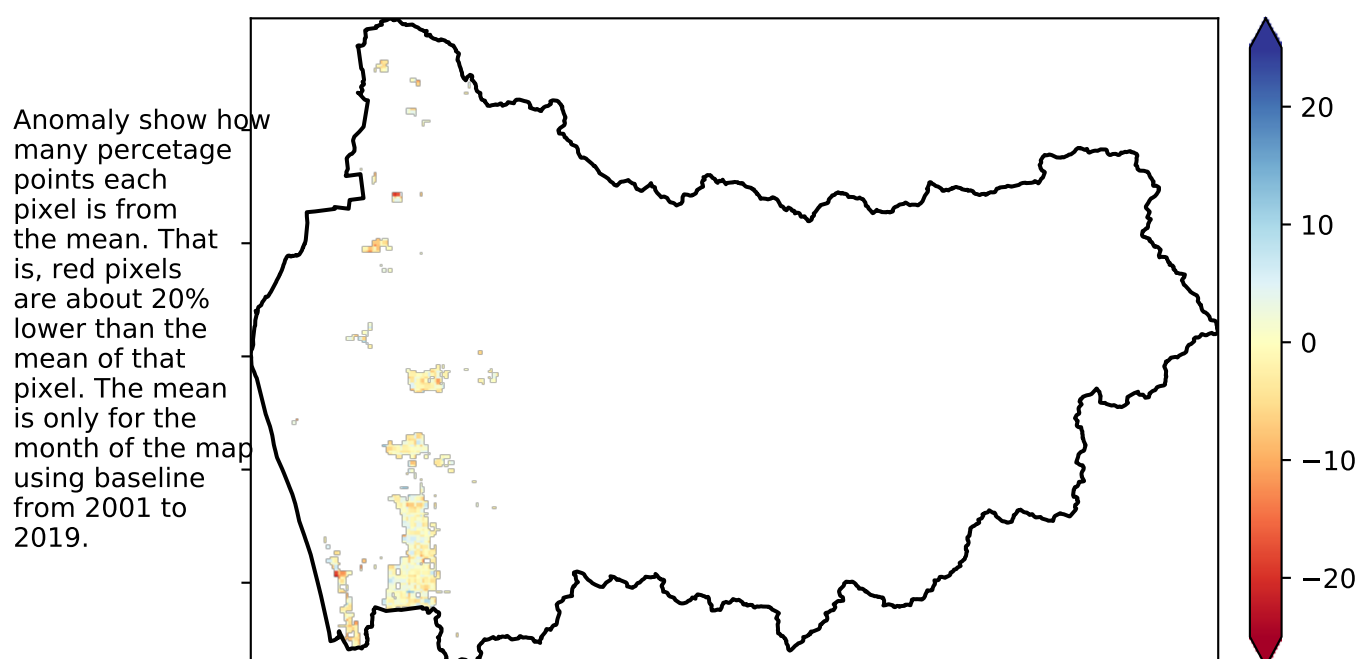 Anomaly show how
many percetage
points each
pixel is from
the mean. That
is, red pixels
are about 20%
lower than the
mean of that
pixel. The mean
is only for the
month of the map
using baseline
from 2001 to
2019.
20
10
0
−10
−20